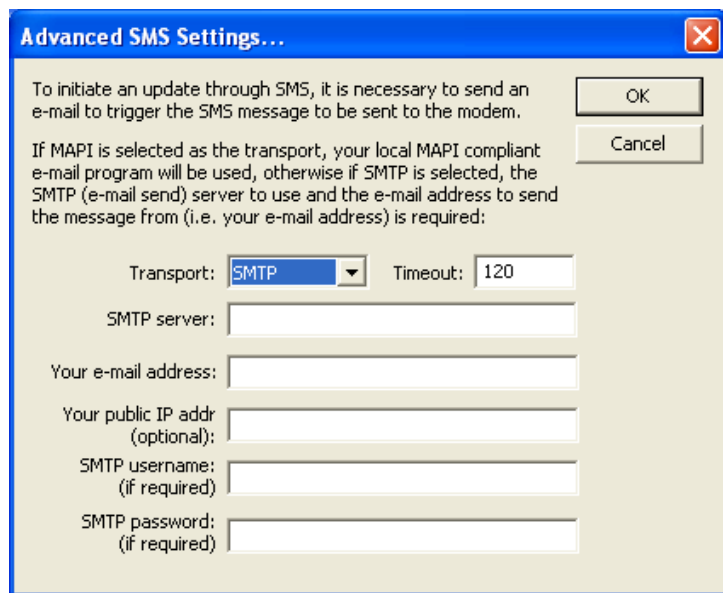 Advanced SMS Settings...
To initiate an update through SMS, it is necessary to send an
e-mail to trigger the SMS message to be sent to the modem.
OK
Cancel
If MAPI is selected as the transport, your local MAPI compliant
e-mail program will be used, otherwise if SMTP is selected, the
SMTP (e-mail send) server to use and the e-mail address to send
the message from (i.e. your e-mail address) is required:
Transport: SMTP Timeout: 120
SMTP server:
Your e-mail address:
Your public IP addr
(optional):
SMTP username:
(if required)
SMTP password:
(if required)